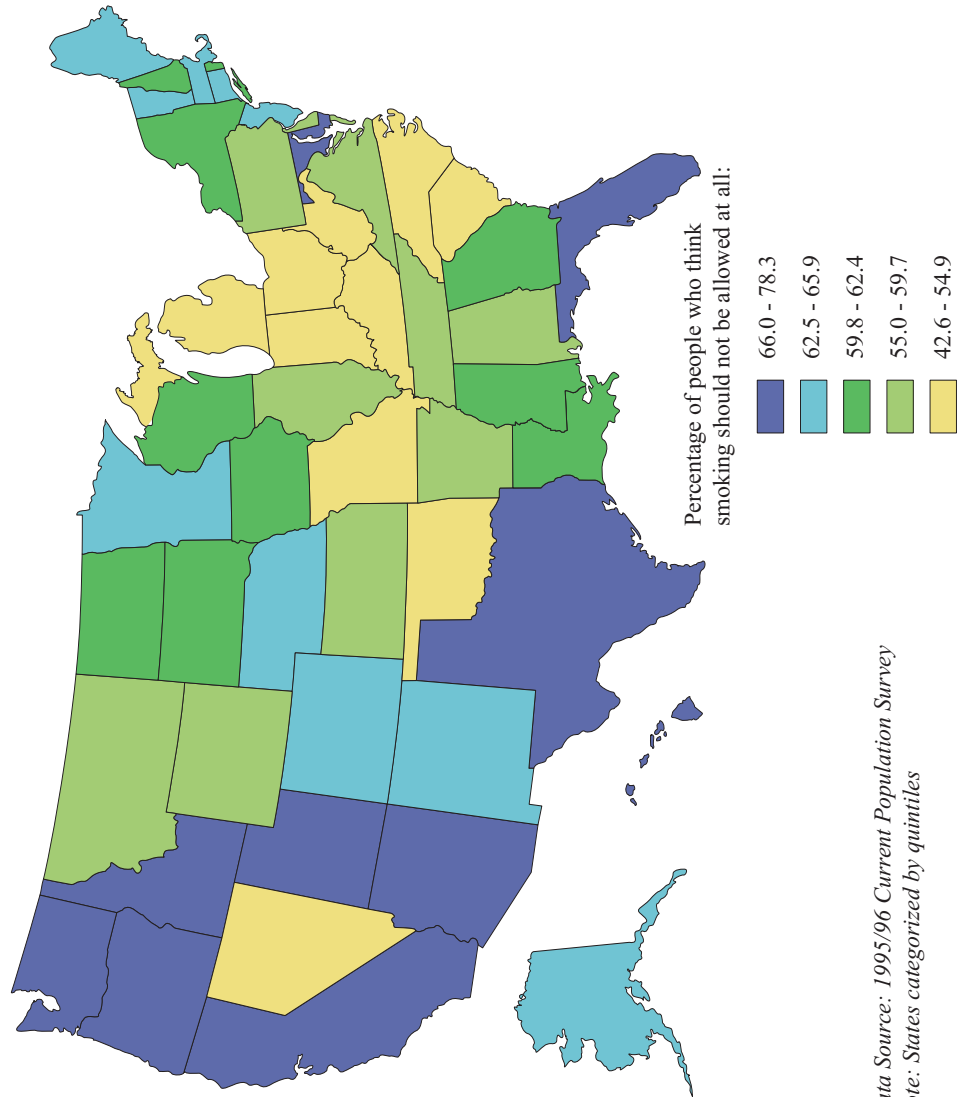 Percentage of people who think
smoking should not be allowed at all:
66.0 - 78.3
62.5 - 65.9
59.8 - 62.4
55.0 - 59.7
42.6 - 54.9
Source: 1995/96 Current Population Survey
States categorized by quintiles